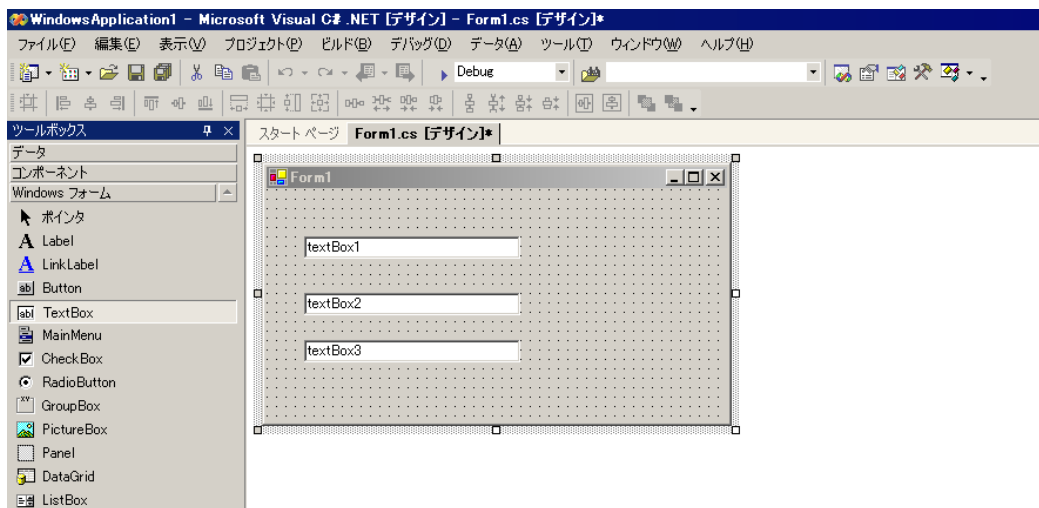 WindowsApplication1 - Microsoft Visual C# .NET [デザイン] - Form1.cs [デザイン]*
ファイル(F) 編集(E) 表示(V) プロジェクト(P) ビルド(B) デバッグ(D) データ(A) ツール(T) ウィンドウ(W) ヘルプ(H)
Debug
ツールボックス
スタート ページ Form1.cs [デザイン]*
データ
コンポーネント
Windows フォーム
ポインタ
A Label
A LinkLabel
ab Button
abl TextBox
MainMenu
CheckBox
RadioButton
XY GroupBox
PictureBox
Panel
DataGrid
ListBox
Form1
textBox1
textBox2
textBox3